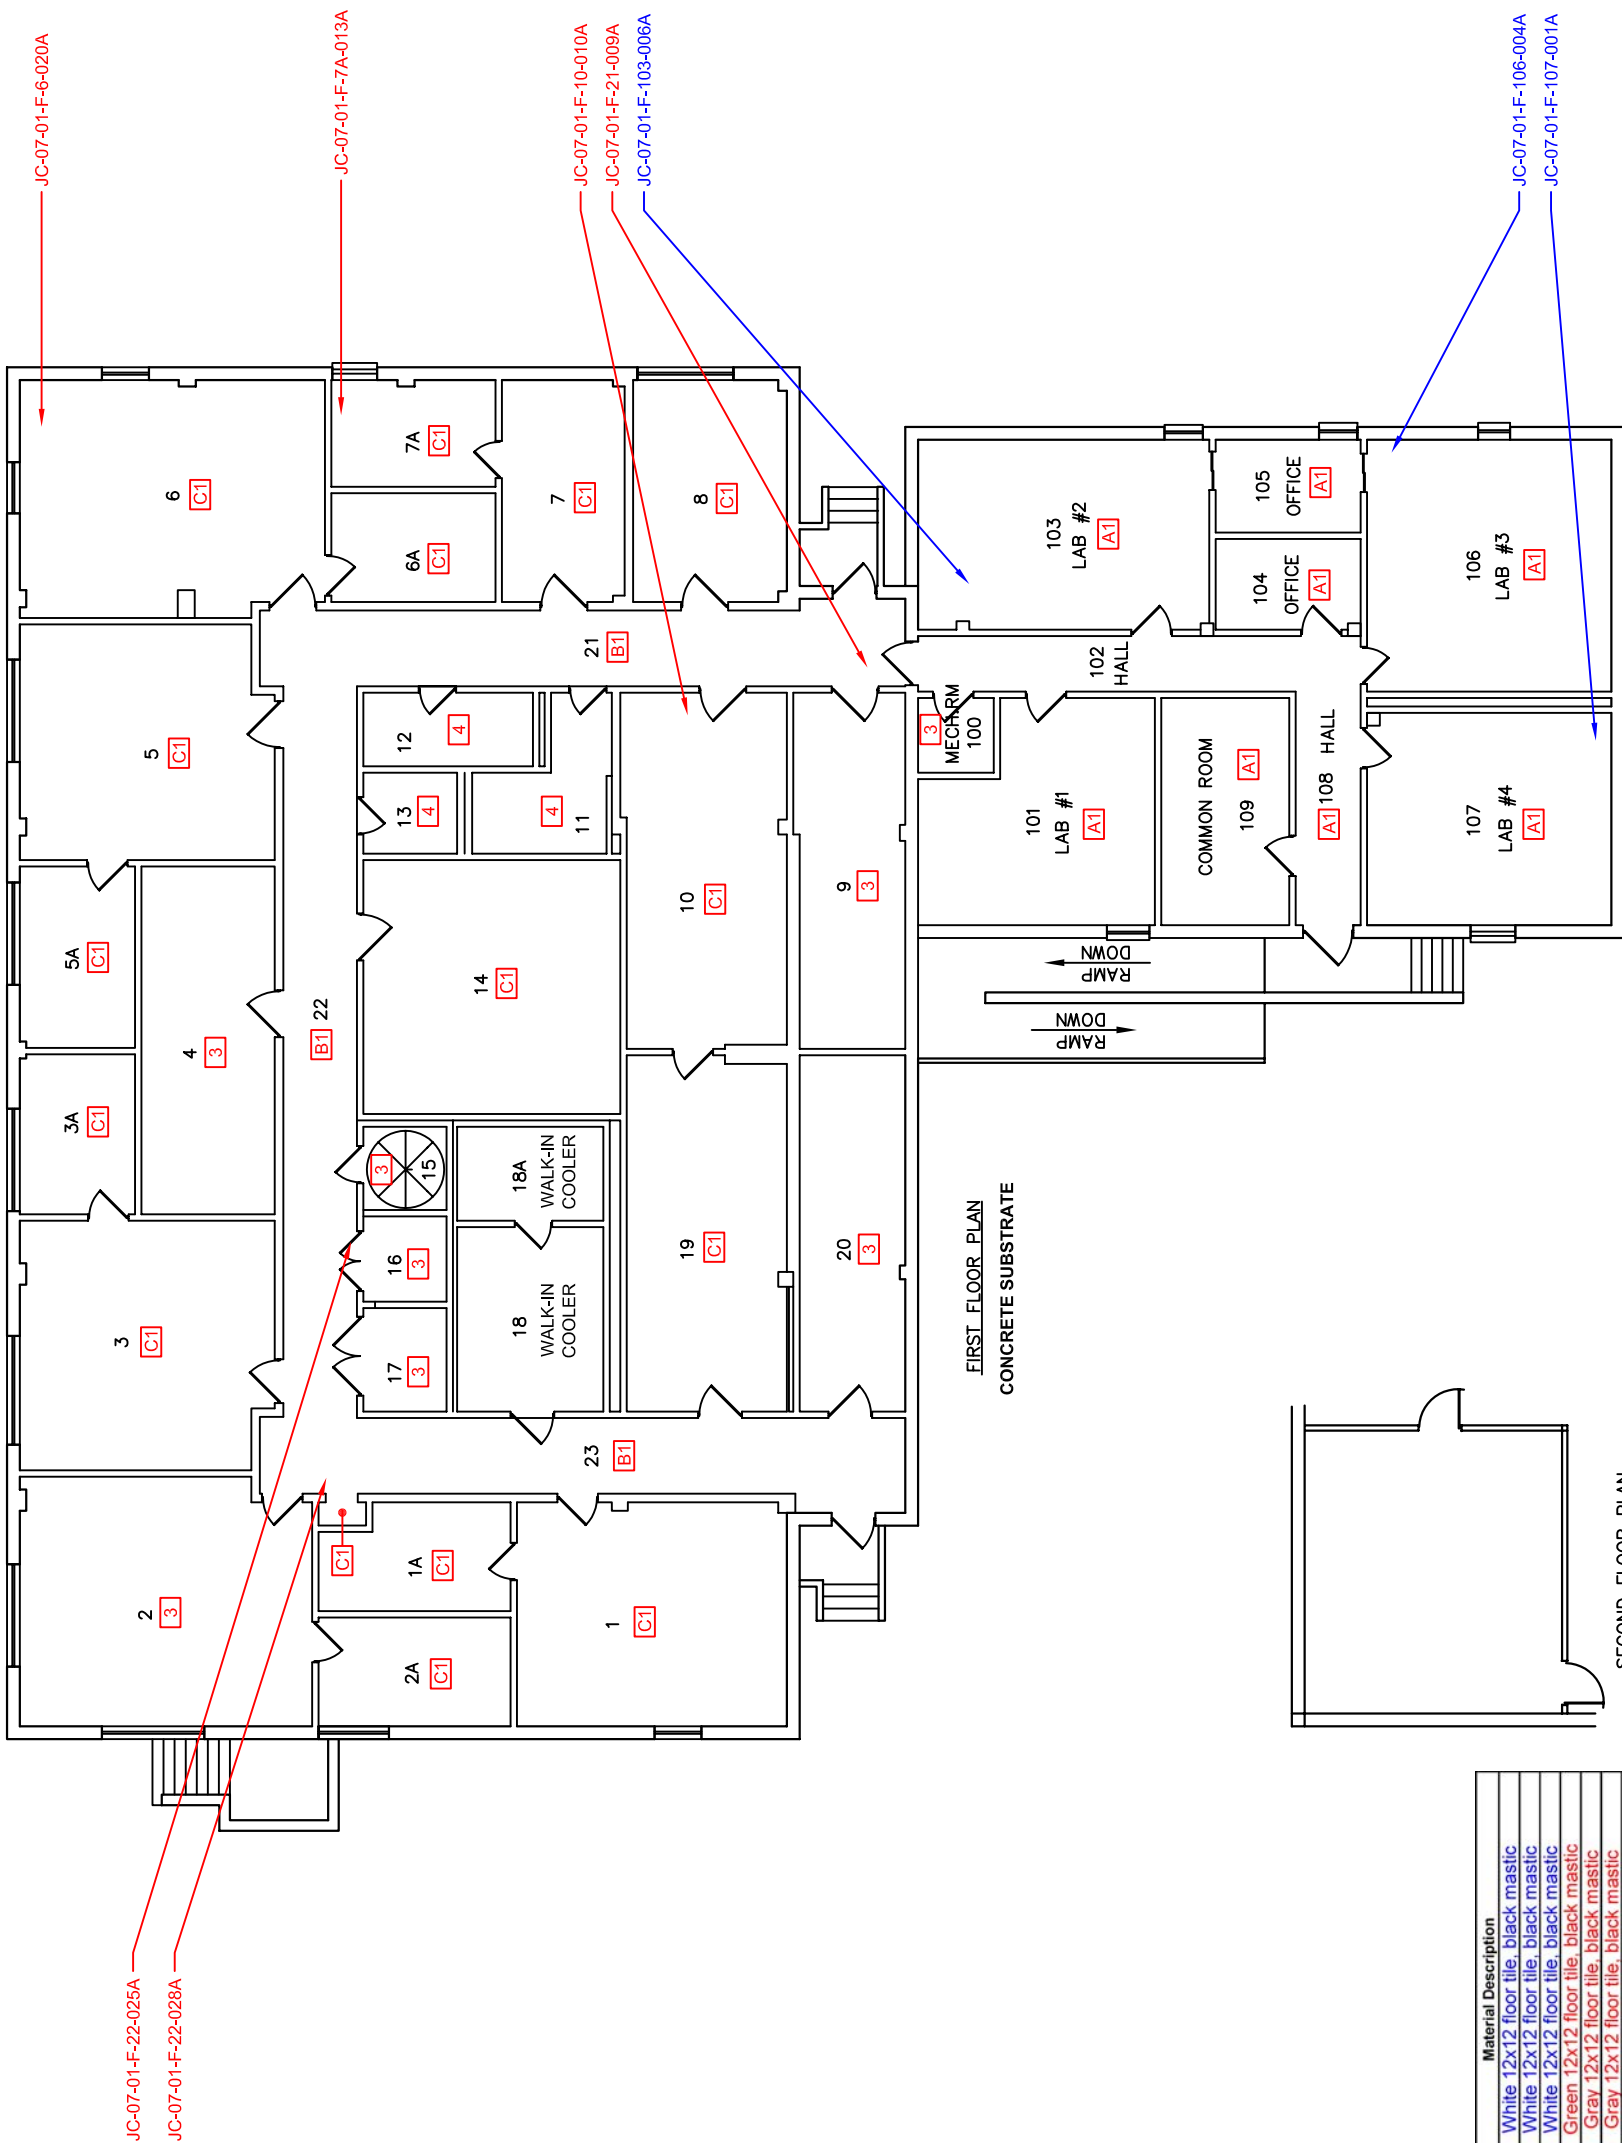 JC-07-01-F-6-020A
JC-07-01-F-7A-013A
JC-07-01-F-10-010A
JC-07-01-F-21-009A
JC-07-01-F-103-006A
JC-07-01-F-106-004A
JC-07-01-F-107-001A
JC-07-01-F-22-025A
JC-07-01-F-22-028A
2
3
3
C1
3A
C1
4
3
5A
C1
5
C1
6
C1
6A
C1
7A
C1
7
C1
8
C1
2A
C1
1A
C1
C1
1
C1
B1 22
21
B1
23
B1
17
3
16
3
15
3
18
WALK-IN
COOLER
18A
WALK-IN
COOLER
14
C1
13
4
12
4
11
4
10
C1
19
C1
20
3
9
3
3
MECH.RM
100
101
LAB #1
A1
102
HALL
103
LAB #2
A1
104
OFFICE
A1
105
OFFICE
A1
COMMON ROOM
109
A1
A1 108 HALL
106
LAB #3
A1
107
LAB #4
A1
RAMP
DOWN
RAMP
DOWN
FIRST FLOOR PLAN
CONCRETE SUBSTRATE
SECOND FLOOR PLAN
Material Description
White 12x12 floor tile, black mastic
White 12x12 floor tile, black mastic
White 12x12 floor tile, black mastic
Green 12x12 floor tile, black mastic
Gray 12x12 floor tile, black mastic
Gray 12x12 floor tile, black mastic